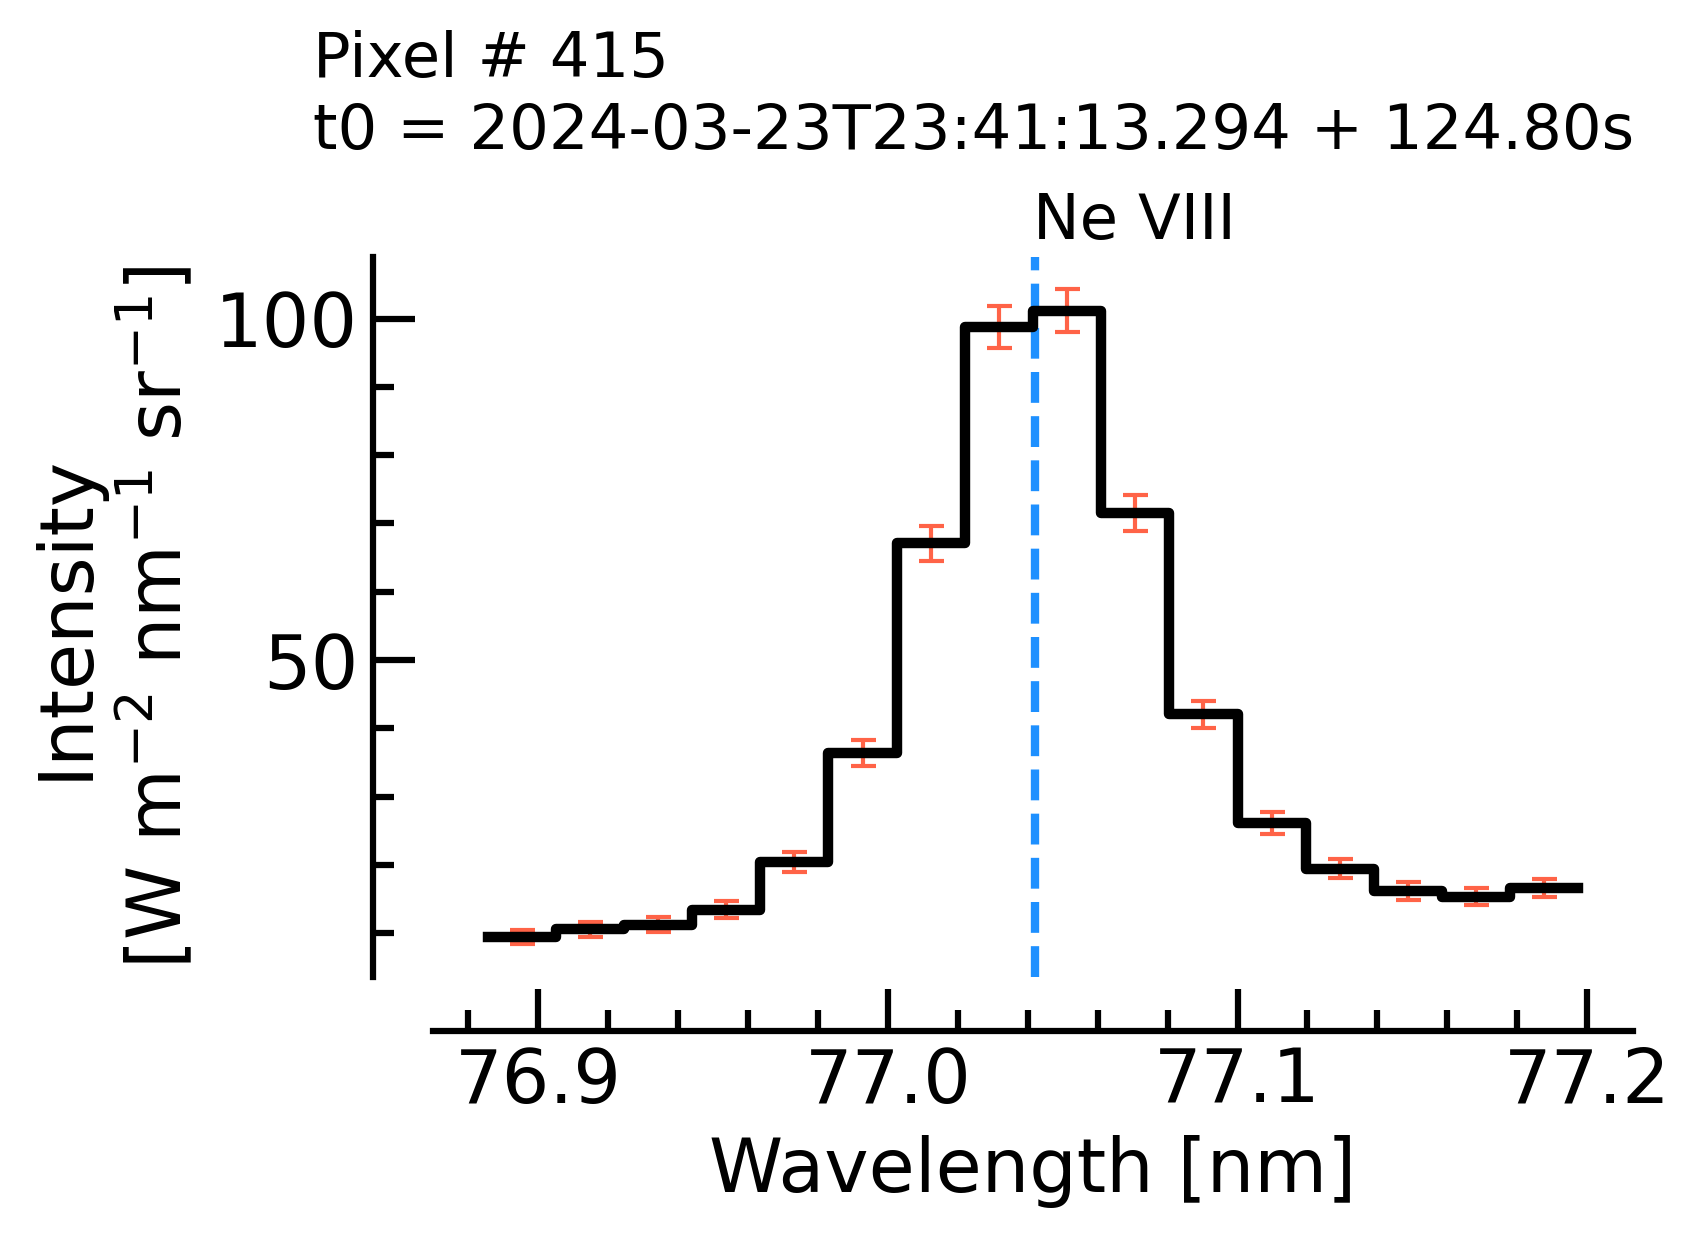 Pixel # 415
t0 = 2024-03-23T23:41:13.294 + 124.80s
Ne VIII
Intensity
[W m⁻² nm⁻¹ sr⁻¹]
100
50
76.9 77.0 77.1 77.2
Wavelength [nm]